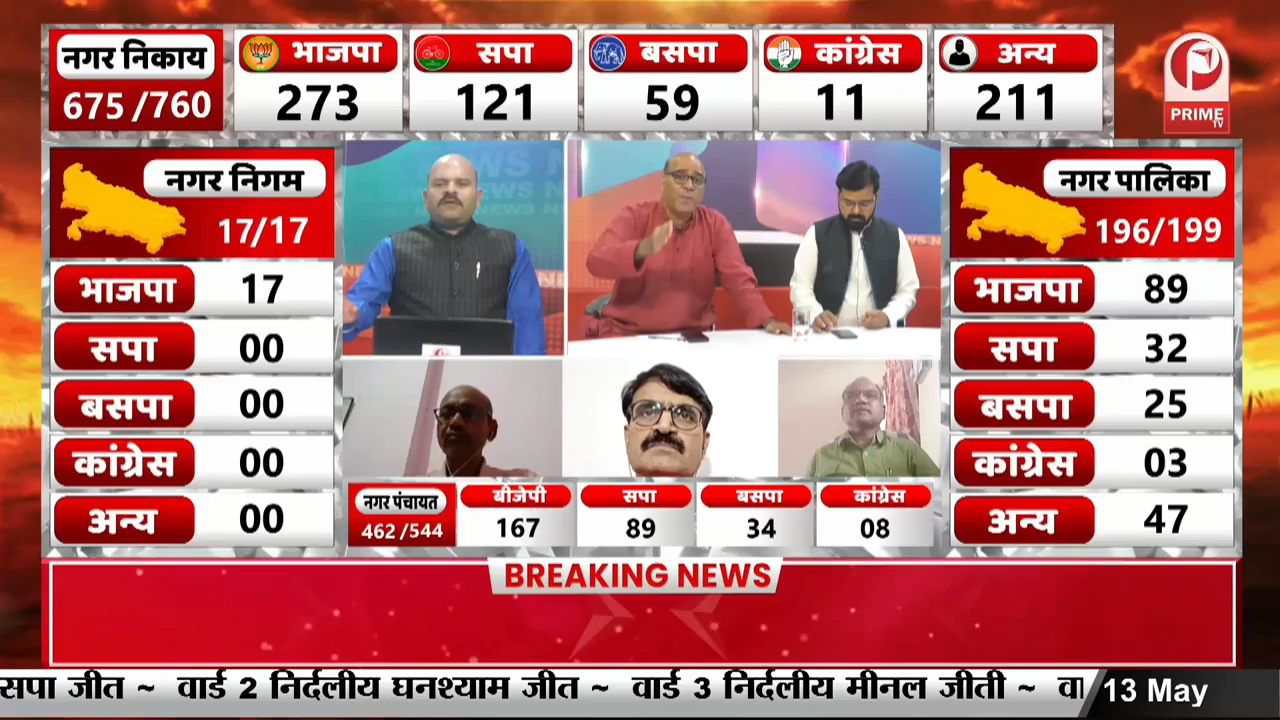 नगर निकाय
675/760
भाजपा
273
सपा
121
बसपा
59
कांग्रेस
11
अन्य
211
PRIME TV
नगर निगम
17/17
भाजपा 17
सपा 00
बसपा 00
कांग्रेस 00
अन्य 00
NEWS
नगर पालिका
196/199
भाजपा 89
सपा 32
बसपा 25
कांग्रेस 03
अन्य 47
नगर पंचायत
462/544
बीजेपी
167
सपा
89
बसपा
34
कांग्रेस
08
BREAKING NEWS
सपा जीत ~ वार्ड 2 निर्दलीय घनश्याम जीत ~ वार्ड 3 निर्दलीय मीनल जीती ~
13 May